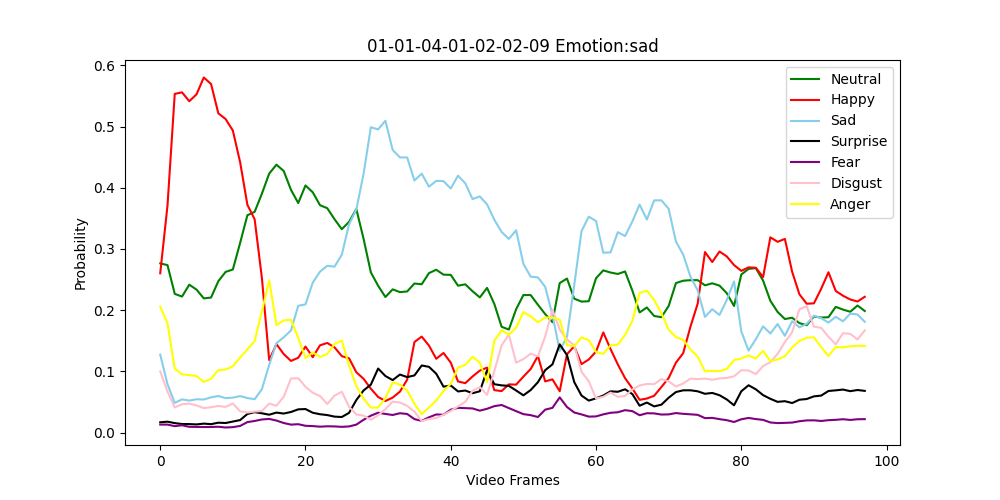 01-01-04-01-02-02-09 Emotion:sad
0.6
0.5
0.4
0.3
0.2
0.1
0.0
Probability
Neutral
Happy
Sad
Surprise
Fear
Disgust
Anger
0 20 40 60 80 100
Video Frames